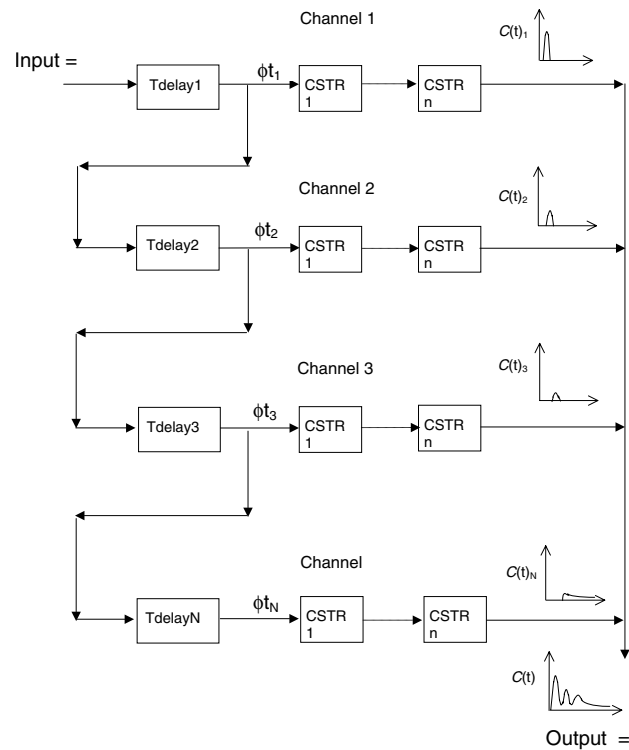 Channel 1
C(t)₁
Input =
Tdelay1
ϕt₁
CSTR
1
CSTR
n
Channel 2
C(t)₂
Tdelay2
ϕt₂
CSTR
1
CSTR
n
Channel 3
C(t)₃
Tdelay3
ϕt₃
CSTR
1
CSTR
n
Channel
C(t)N
TdelayN
ϕtN
CSTR
1
CSTR
n
C(t)
Output =